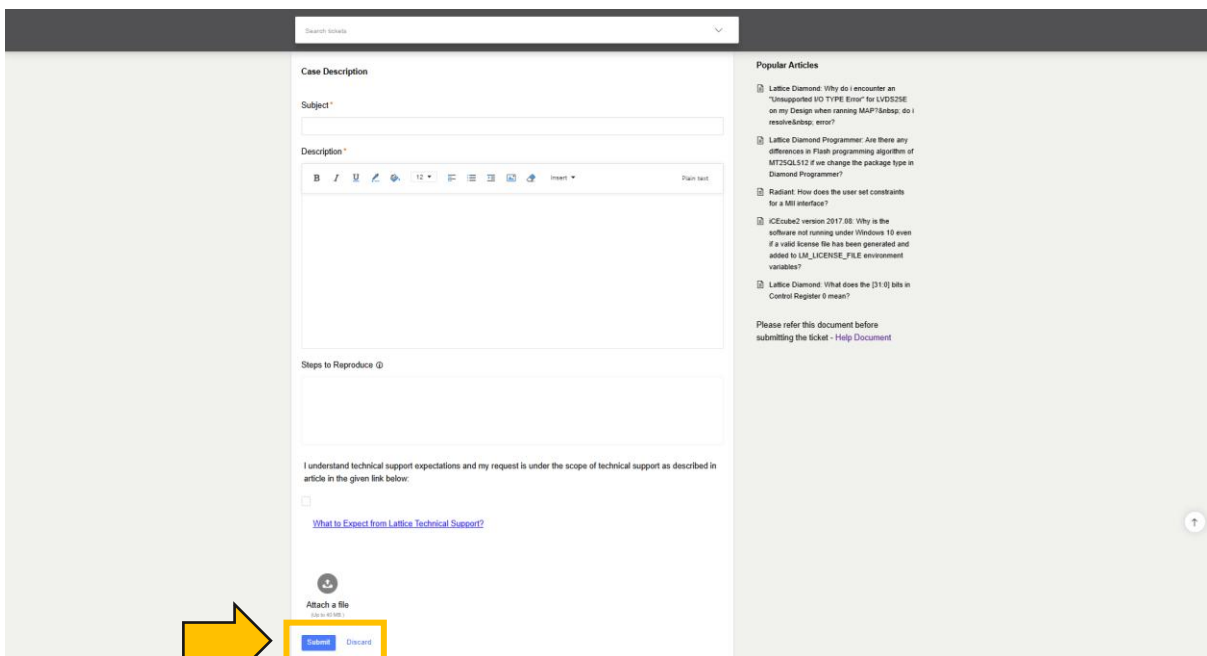 Search tickets
Case Description
Subject *
Description *
B I U 12 Insert Plain text
Steps to Reproduce
I understand technical support expectations and my request is under the scope of technical support as described in
article in the given link below:
What to Expect from Lattice Technical Support?
Attach a file
(Up to 40 MB )
Submit Discard
Popular Articles
Lattice Diamond: Why do i encounter an
"Unsupported I/O TYPE Error" for LVDS25E
on my Design when ranning MAP?&nbsp; do i
resolve&nbsp; error?
Lattice Diamond Programmer: Are there any
differences in Flash programming algorithm of
MT25QL512 if we change the package type in
Diamond Programmer?
Radiant: How does the user set constraints
for a MII interface?
iCEcube2 version 2017.08: Why is the
software not running under Windows 10 even
if a valid license file has been generated and
added to LM_LICENSE_FILE environment
variables?
Lattice Diamond: What does the [31:0] bits in
Control Register 0 mean?
Please refer this document before
submitting the ticket - Help Document